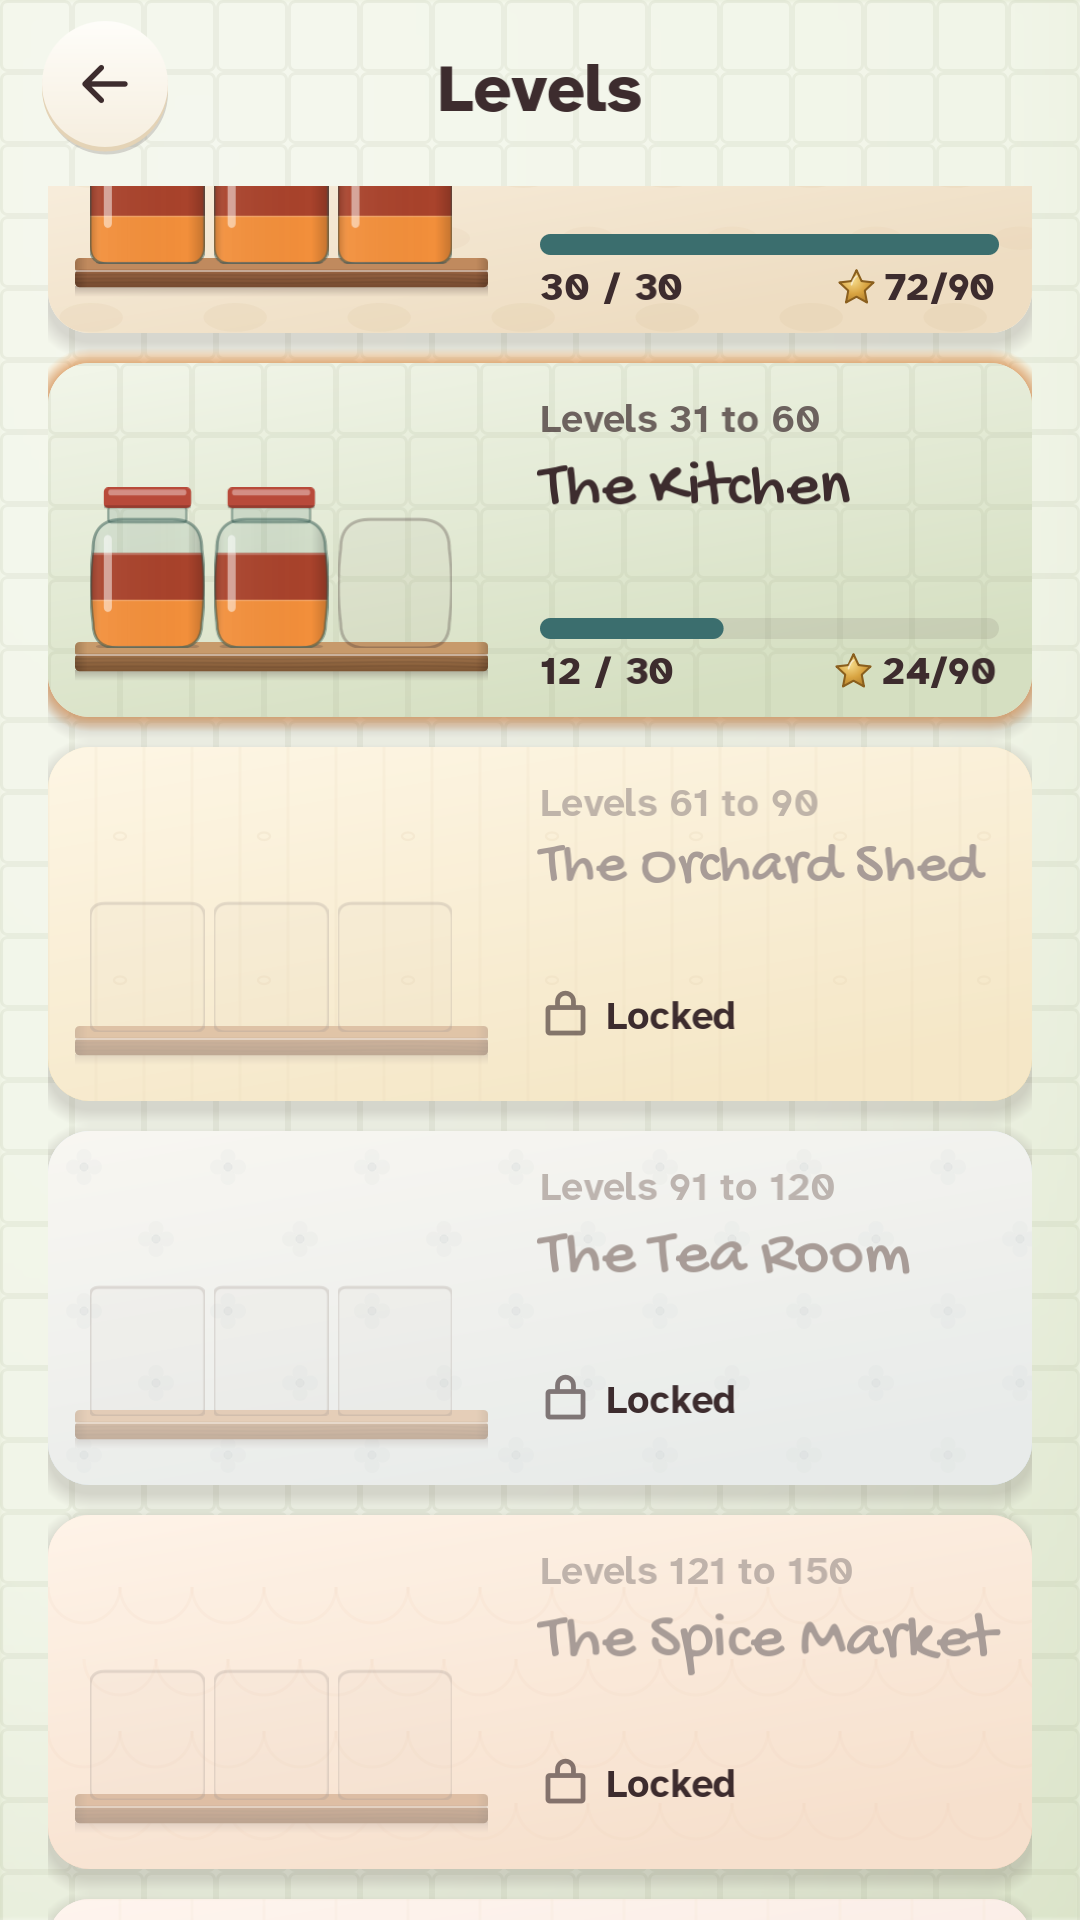 Levels
30 / 30
72/90
Levels 31 to 60
The Kitchen
12 / 30
24/90
Levels 61 to 90
The Orchard Shed
Locked
Levels 91 to 120
The Tea Room
Locked
Levels 121 to 150
The Spice Market
Locked